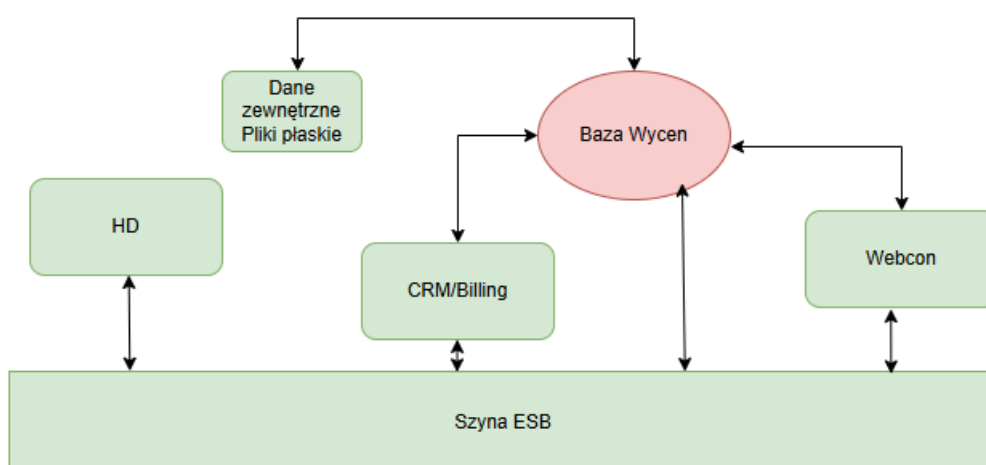 Dane
zewnętrzne
Pliki płaskie
Baza Wycen
HD
CRM/Billing
Webcon
Szyna ESB